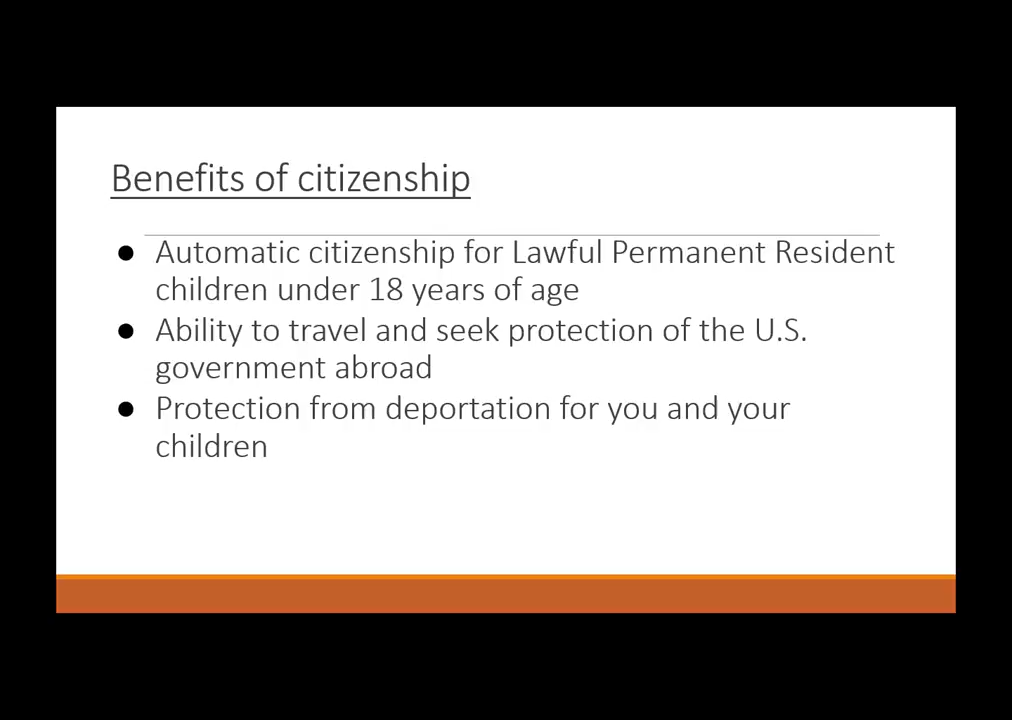 Benefits of citizenship
● Automatic citizenship for Lawful Permanent Resident
children under 18 years of age
● Ability to travel and seek protection of the U.S.
government abroad
● Protection from deportation for you and your
children